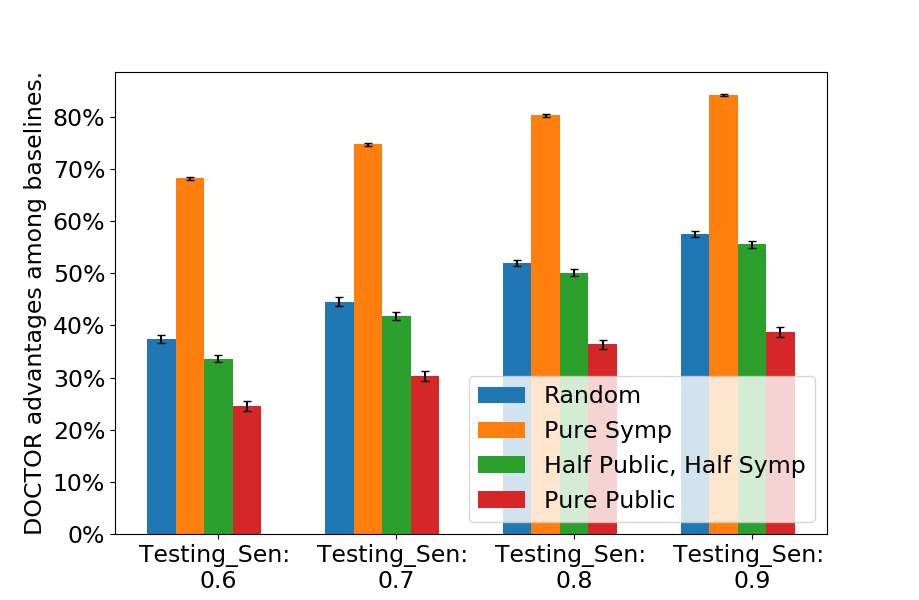 DOCTOR advantages among baselines.
80%
70%
60%
50%
40%
30%
20%
10%
0%
Random
Pure Symp
Half Public, Half Symp
Pure Public
Testing_Sen:
0.6
Testing_Sen:
0.7
Testing_Sen:
0.8
Testing_Sen:
0.9